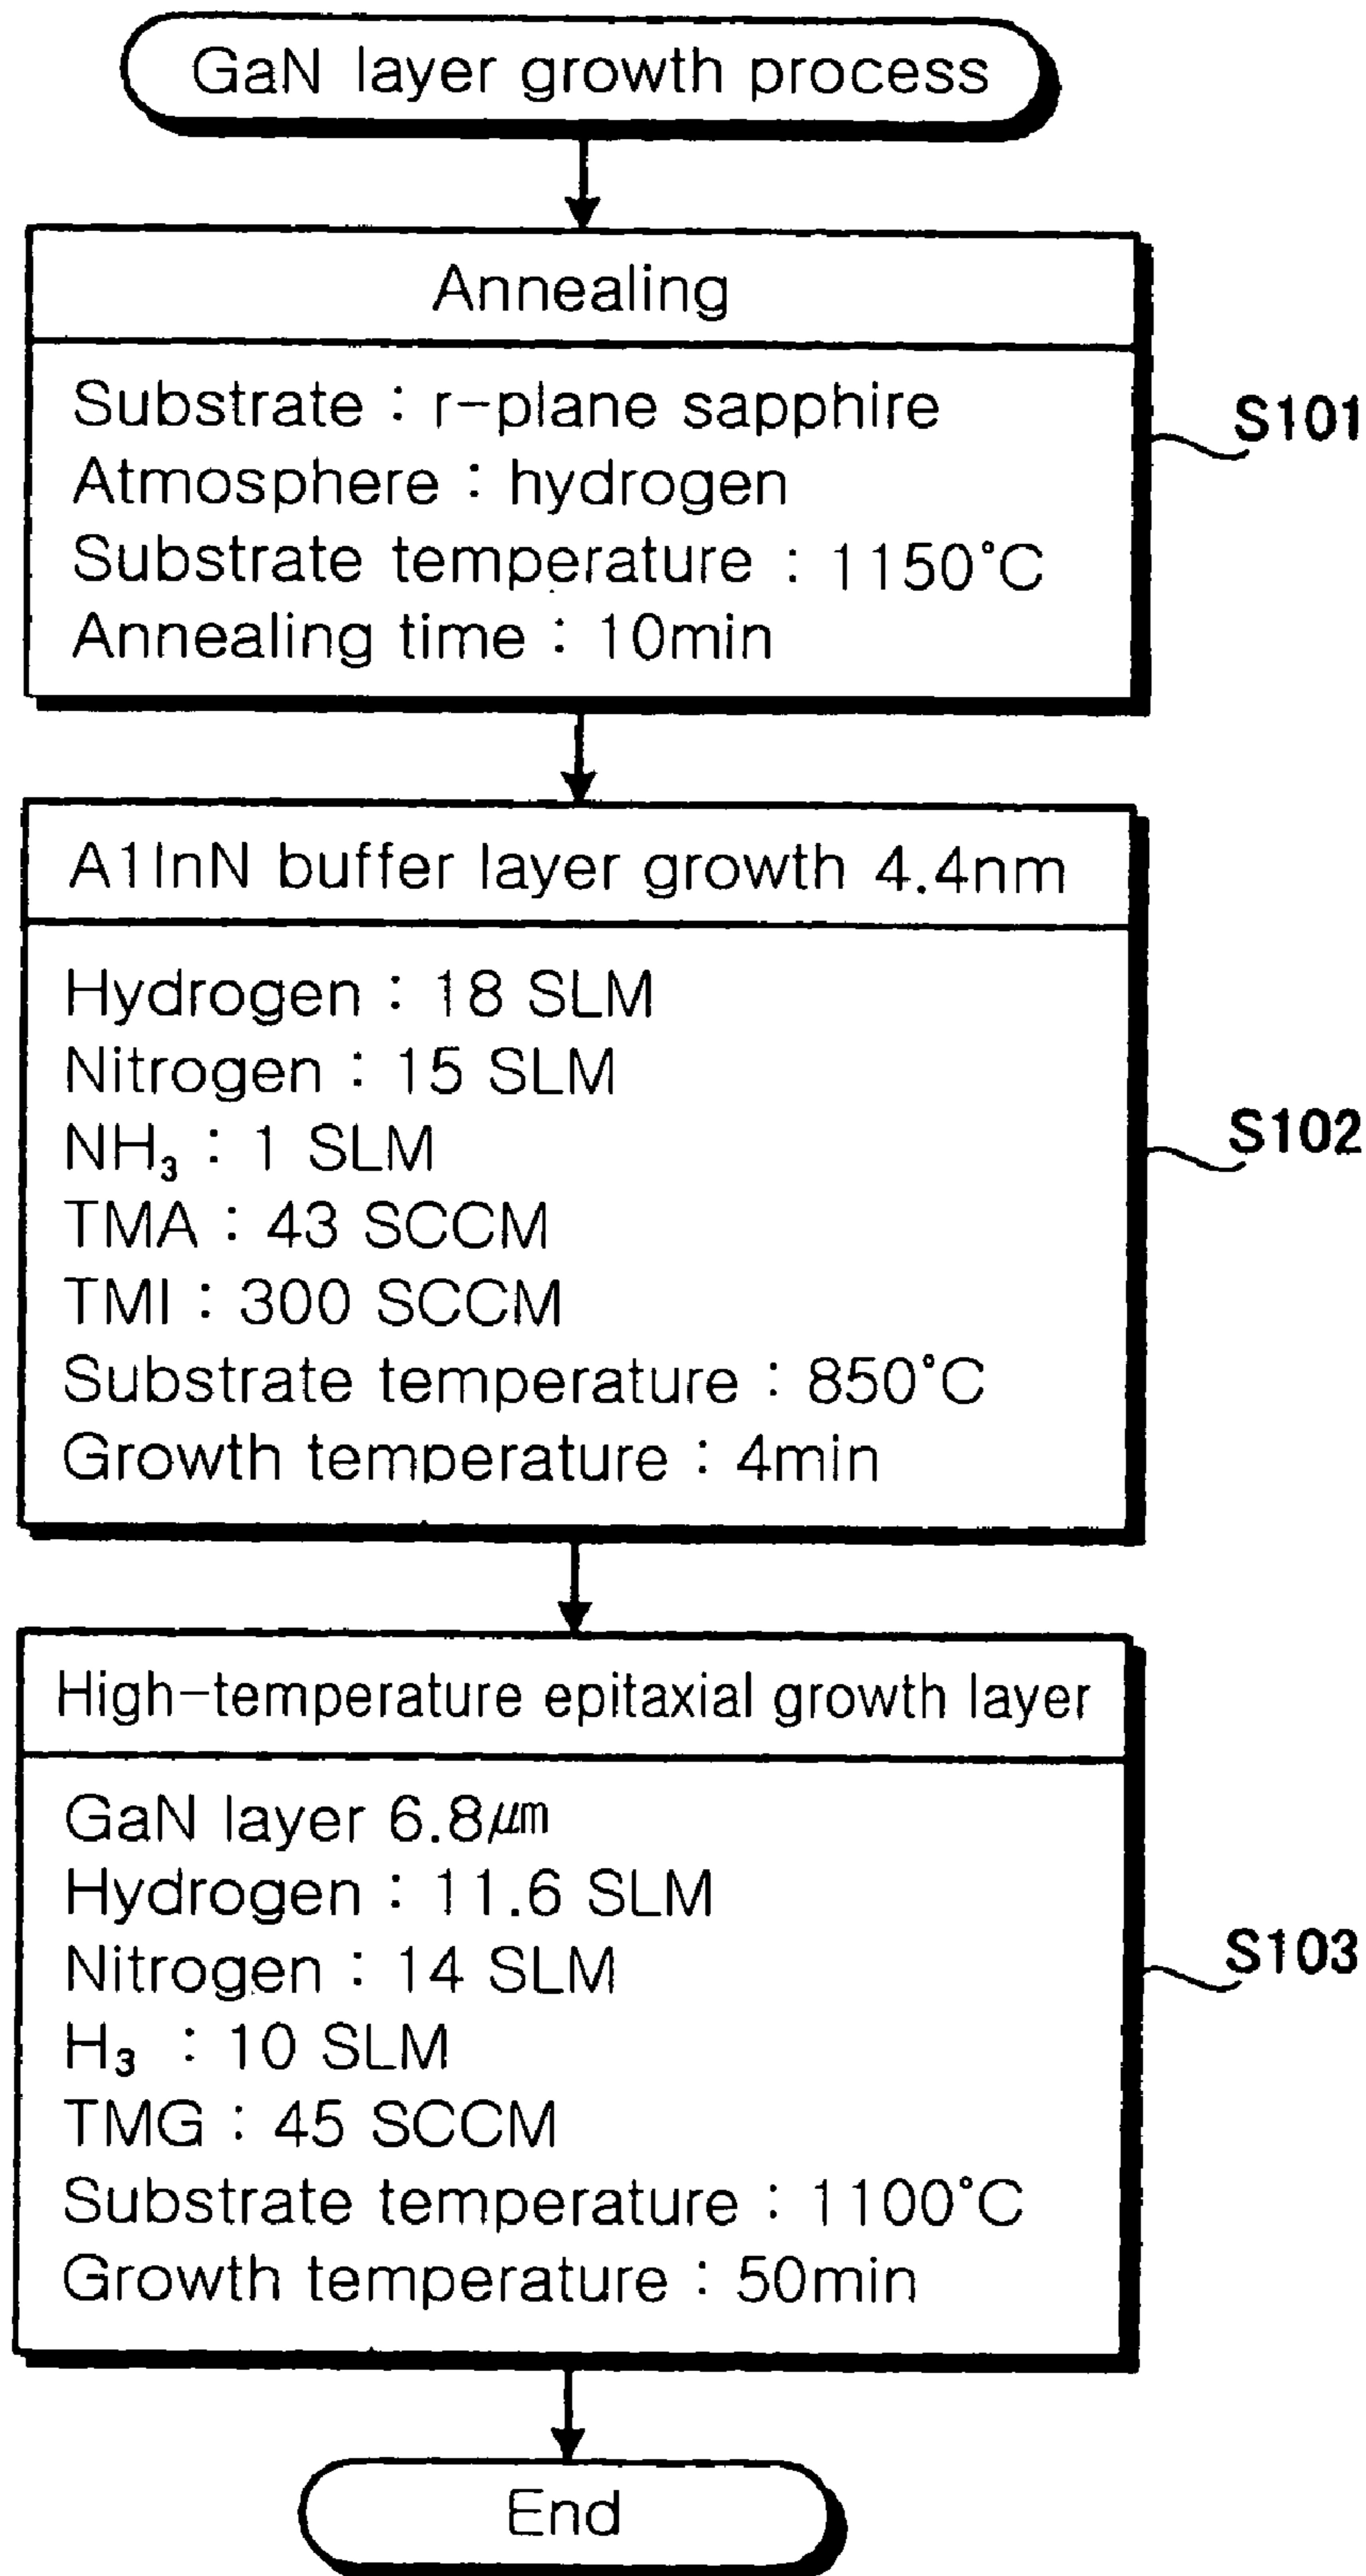 GaN layer growth process
Annealing
Substrate : r-plane sapphire
Atmosphere : hydrogen
Substrate temperature : 1150°C
Annealing time : 10min
S101
A1InN buffer layer growth 4.4nm
Hydrogen : 18 SLM
Nitrogen : 15 SLM
NH₃ : 1 SLM
TMA : 43 SCCM
TMI : 300 SCCM
Substrate temperature : 850°C
Growth temperature : 4min
S102
High-temperature epitaxial growth layer
GaN layer 6.8㎛
Hydrogen : 11.6 SLM
Nitrogen : 14 SLM
H₃ : 10 SLM
TMG : 45 SCCM
Substrate temperature : 1100°C
Growth temperature : 50min
S103
End